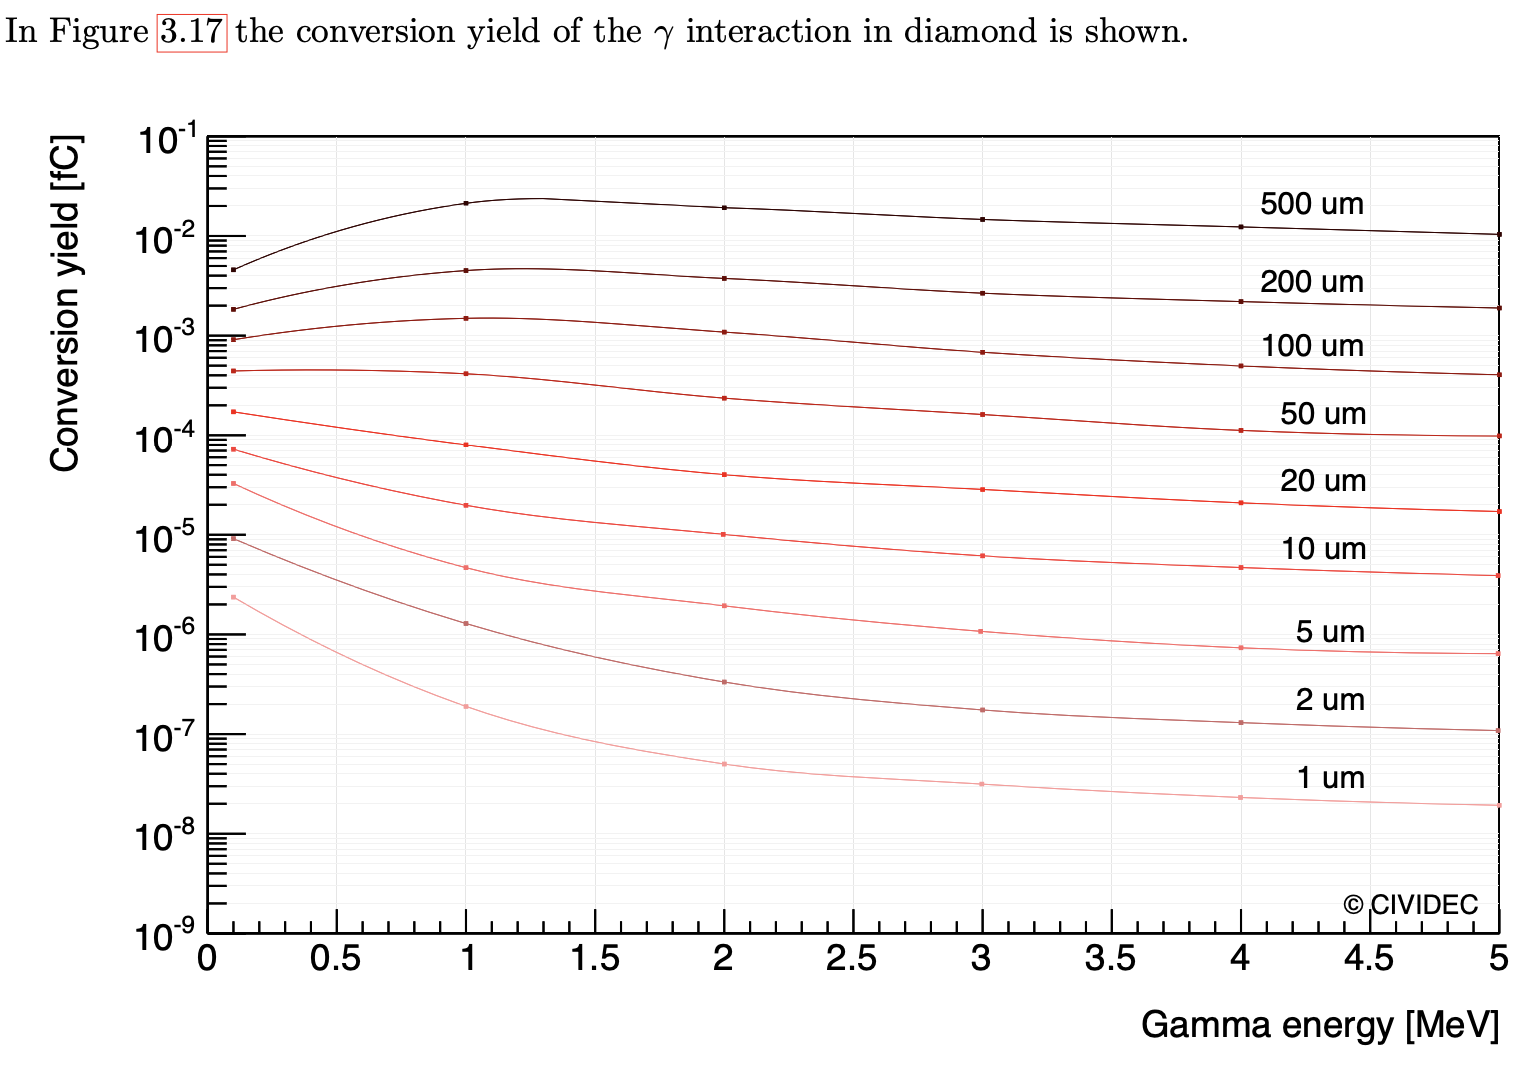 In Figure 3.17 the conversion yield of the γ interaction in diamond is shown.
Conversion yield [fC]
10⁻¹
10⁻²
10⁻³
10⁻⁴
10⁻⁵
10⁻⁶
10⁻⁷
10⁻⁸
10⁻⁹
500 um
200 um
100 um
50 um
20 um
10 um
5 um
2 um
1 um
© CIVIDEC
0 0.5 1 1.5 2 2.5 3 3.5 4 4.5 5
Gamma energy [MeV]